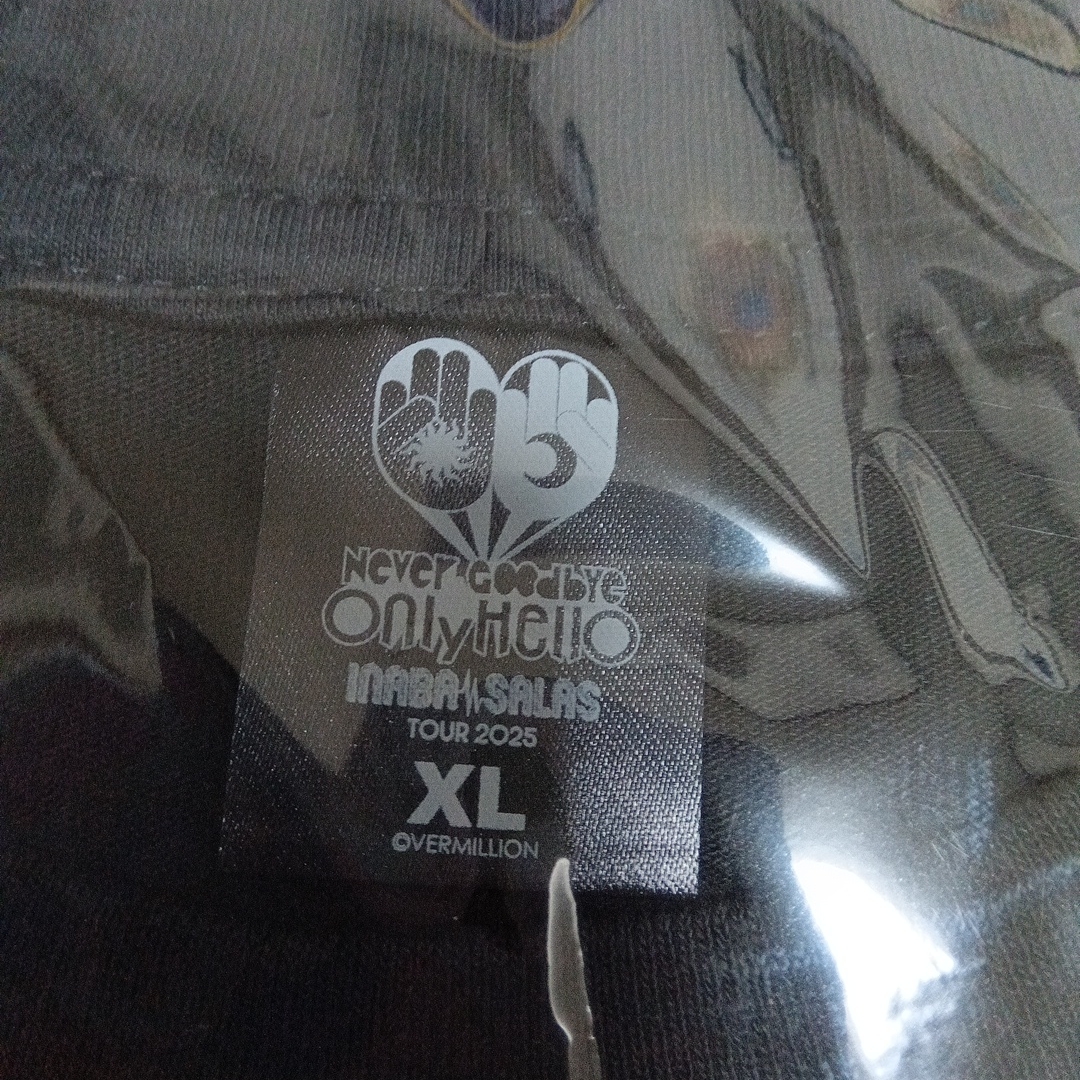 Never Goodbye
Only Hello
INABA SALAS
TOUR 2025
XL
©VERMILLION